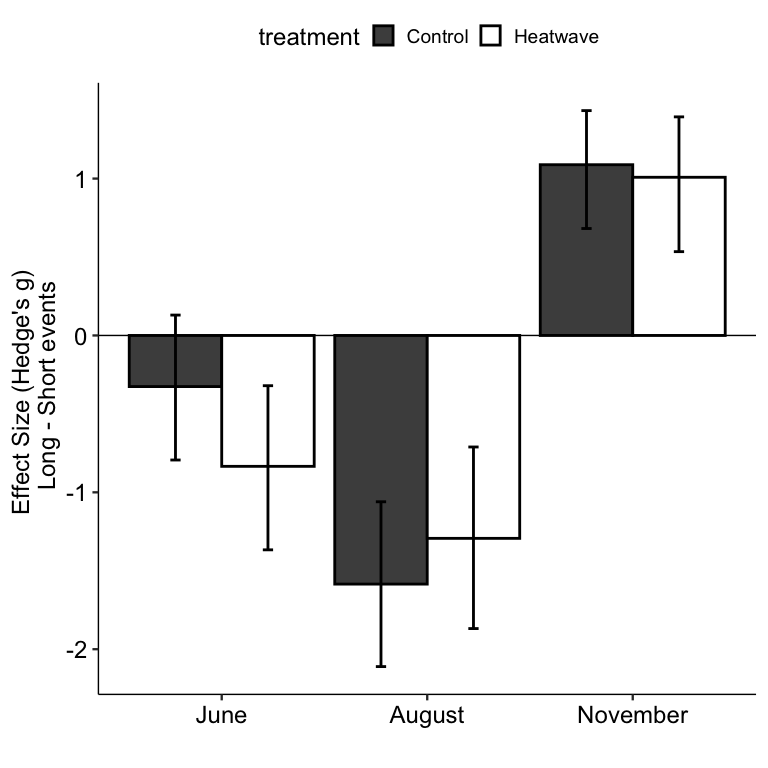 treatment Control Heatwave
Effect Size (Hedge's g)
Long - Short events
1
0
-1
-2
June August November